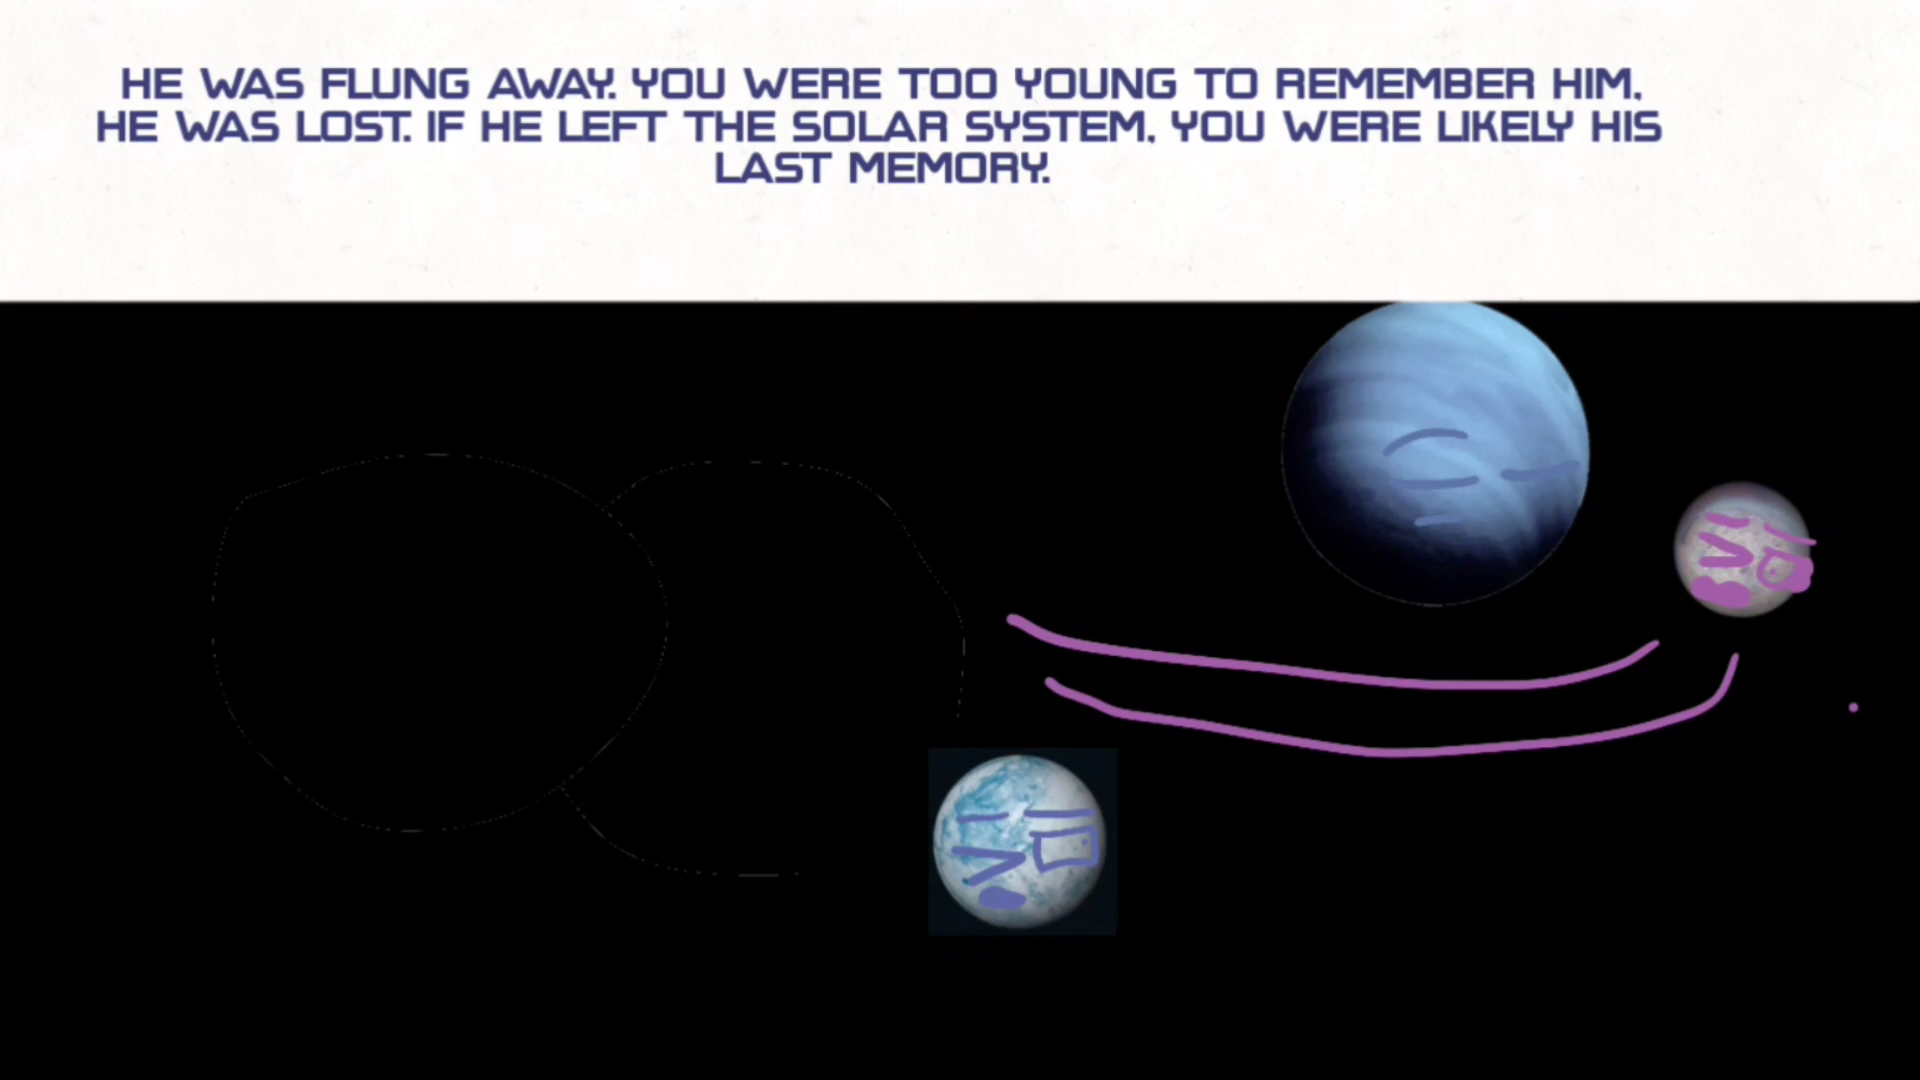 HE WAS FLUNG AWAY. YOU WERE TOO YOUNG TO REMEMBER HIM.
HE WAS LOST. IF HE LEFT THE SOLAR SYSTEM, YOU WERE LIKELY HIS
LAST MEMORY.